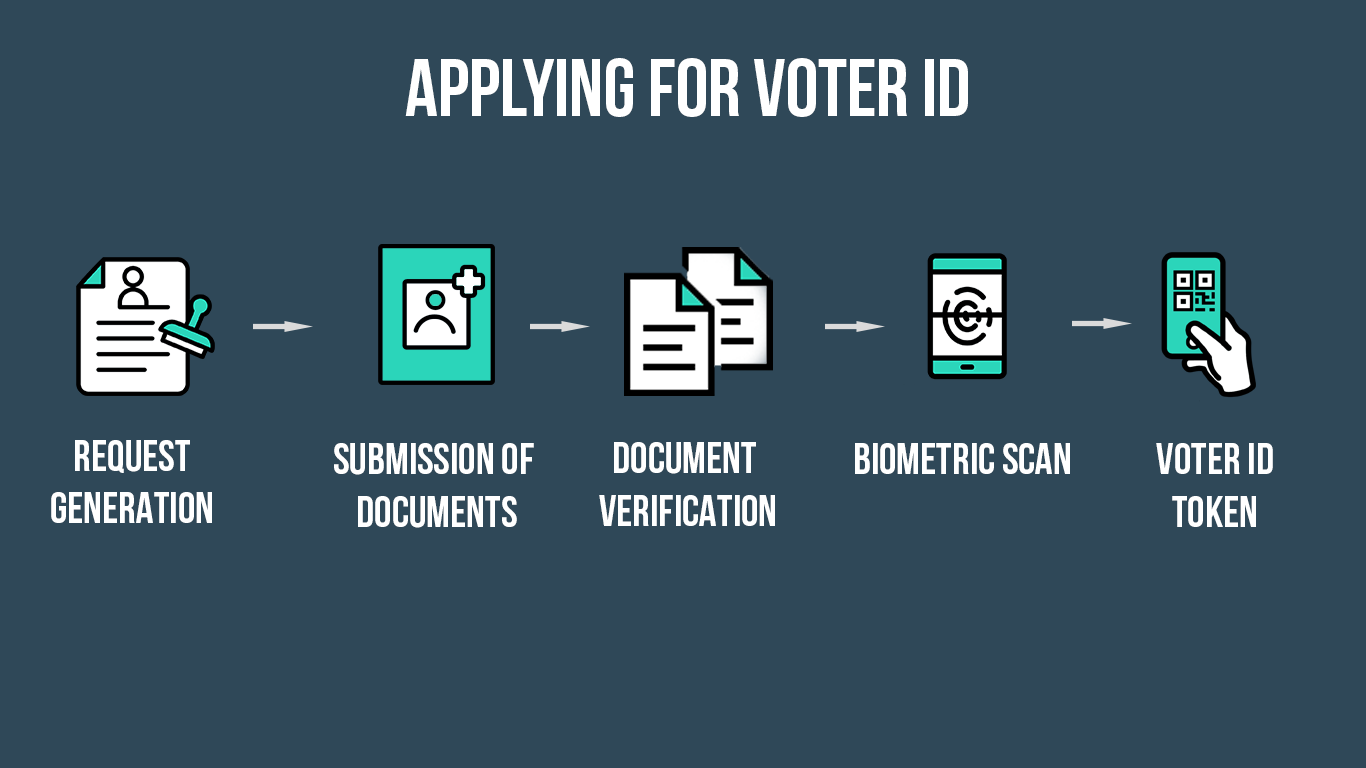 APPLYING FOR VOTER ID
REQUEST
GENERATION
SUBMISSION OF
DOCUMENTS
DOCUMENT
VERIFICATION
BIOMETRIC SCAN
VOTER ID
TOKEN